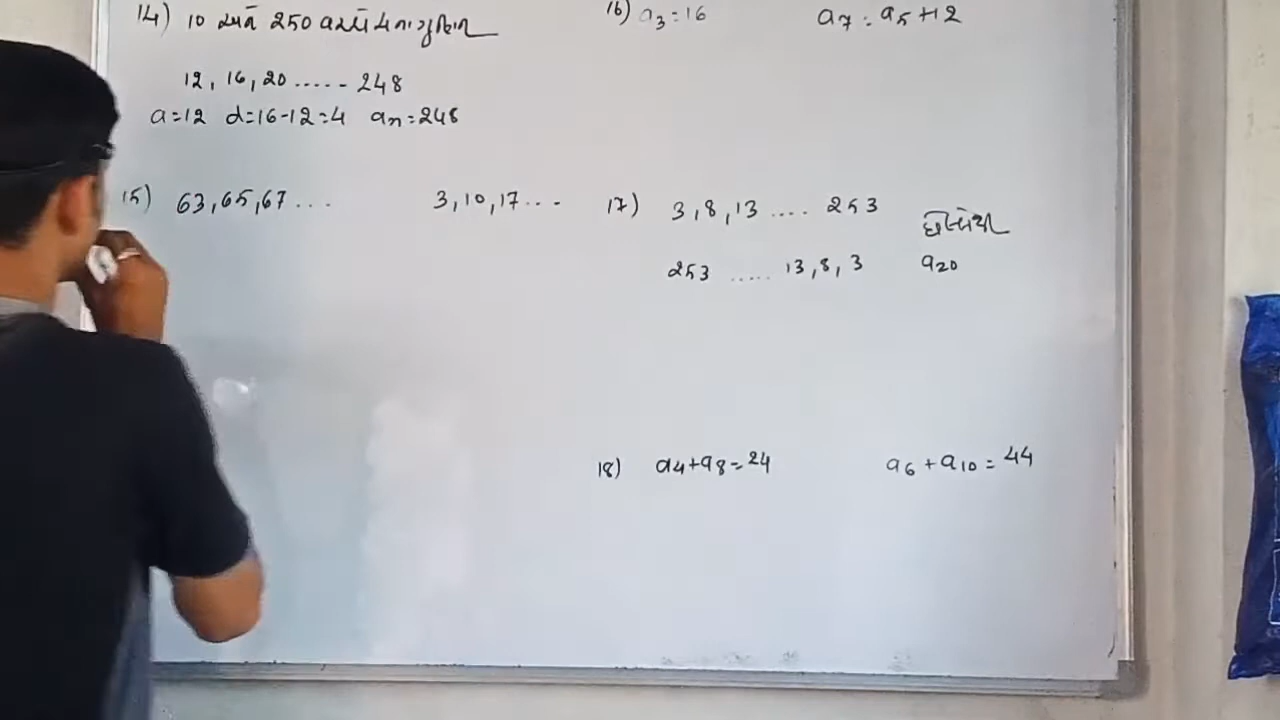 14) 10 અને 250 વચ્ચે 4 ના ગુણિત
12, 16, 20 ..... 248
a=12 d=16-12=4 an=248
15) 63, 65, 67 ... 3, 10, 17 ...
16) a3=16 a7=a5+12
17) 3, 8, 13 .... 253
છેલ્લેથી
253 ..... 13, 8, 3 a20
18) a4+a8=24 a6+a10=44